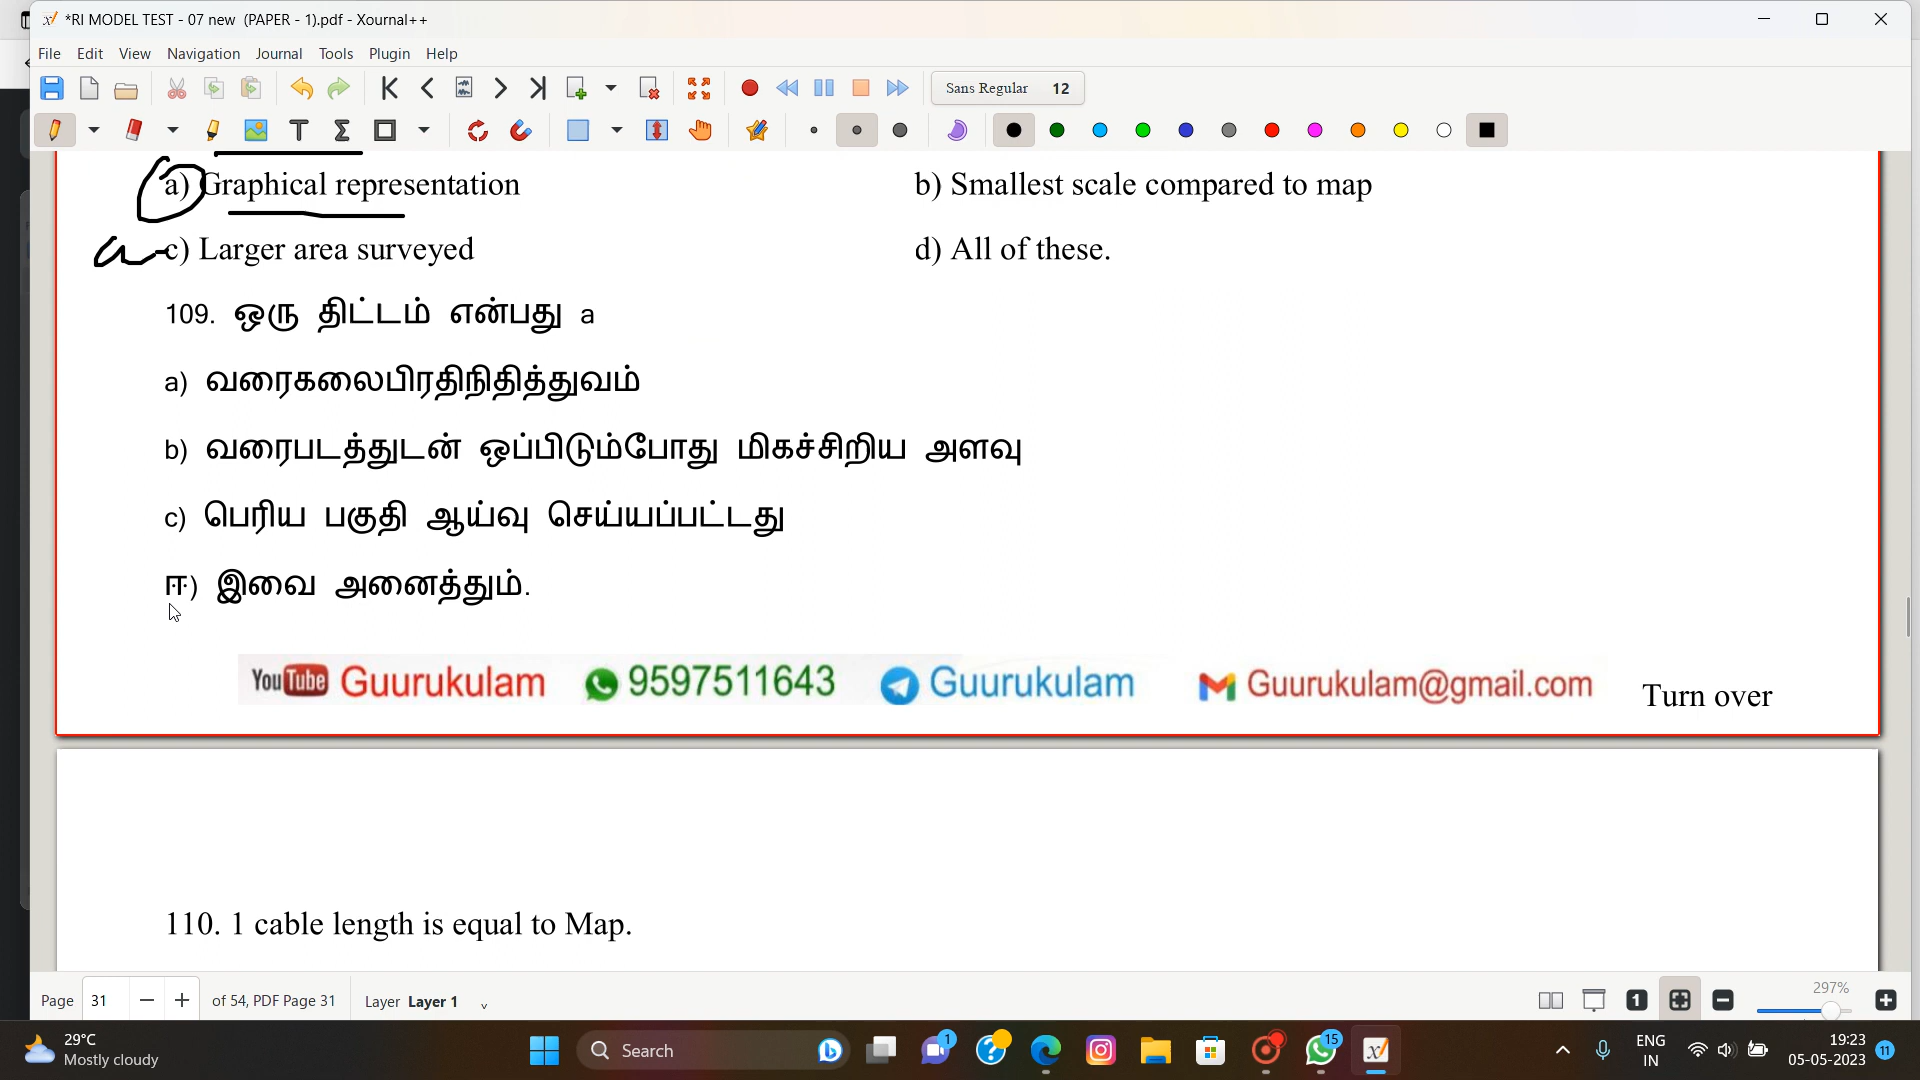 *RI MODEL TEST - 07 new (PAPER - 1).pdf - Xournal++
File Edit View Navigation Journal Tools Plugin Help
Sans Regular 12
a) Graphical representation b) Smallest scale compared to map
c) Larger area surveyed d) All of these.
109. ஒரு திட்டம் என்பது a
a) வரைகலைபிரதிநிதித்துவம்
b) வரைபடத்துடன் ஒப்பிடும்போது மிகச்சிறிய அளவு
c) பெரிய பகுதி ஆய்வு செய்யப்பட்டது
ஈ) இவை அனைத்தும்.
YouTube Guurukulam 9597511643 Guurukulam Guurukulam@gmail.com
Turn over
110. 1 cable length is equal to Map.
Page 31 of 54, PDF Page 31 Layer Layer 1 297%
29°C
Mostly cloudy
Search
1
15
ENG
IN
19:23
05-05-2023
11